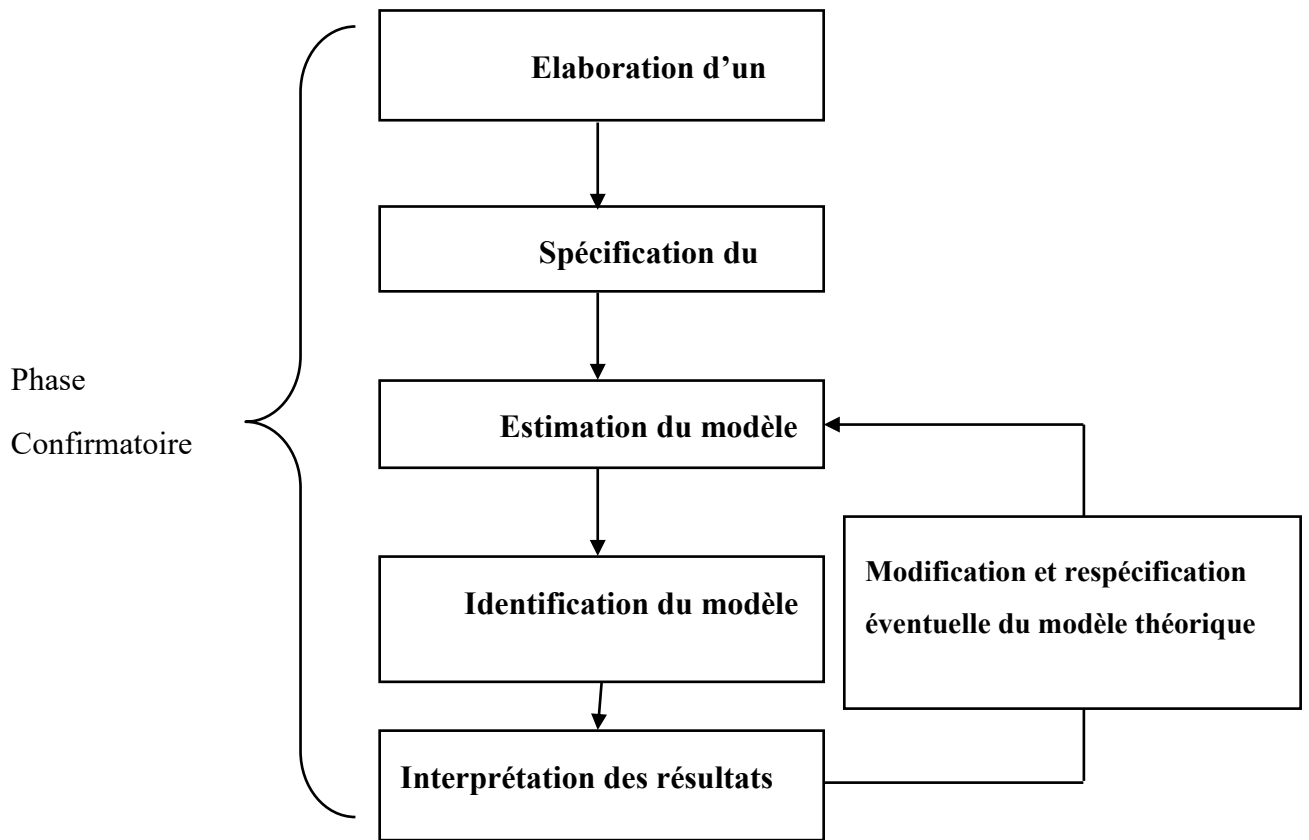 Elaboration d’un
Spécification du
Phase
Confirmatoire
Estimation du modèle
Identification du modèle
Modification et respécification
éventuelle du modèle théorique
Interprétation des résultats